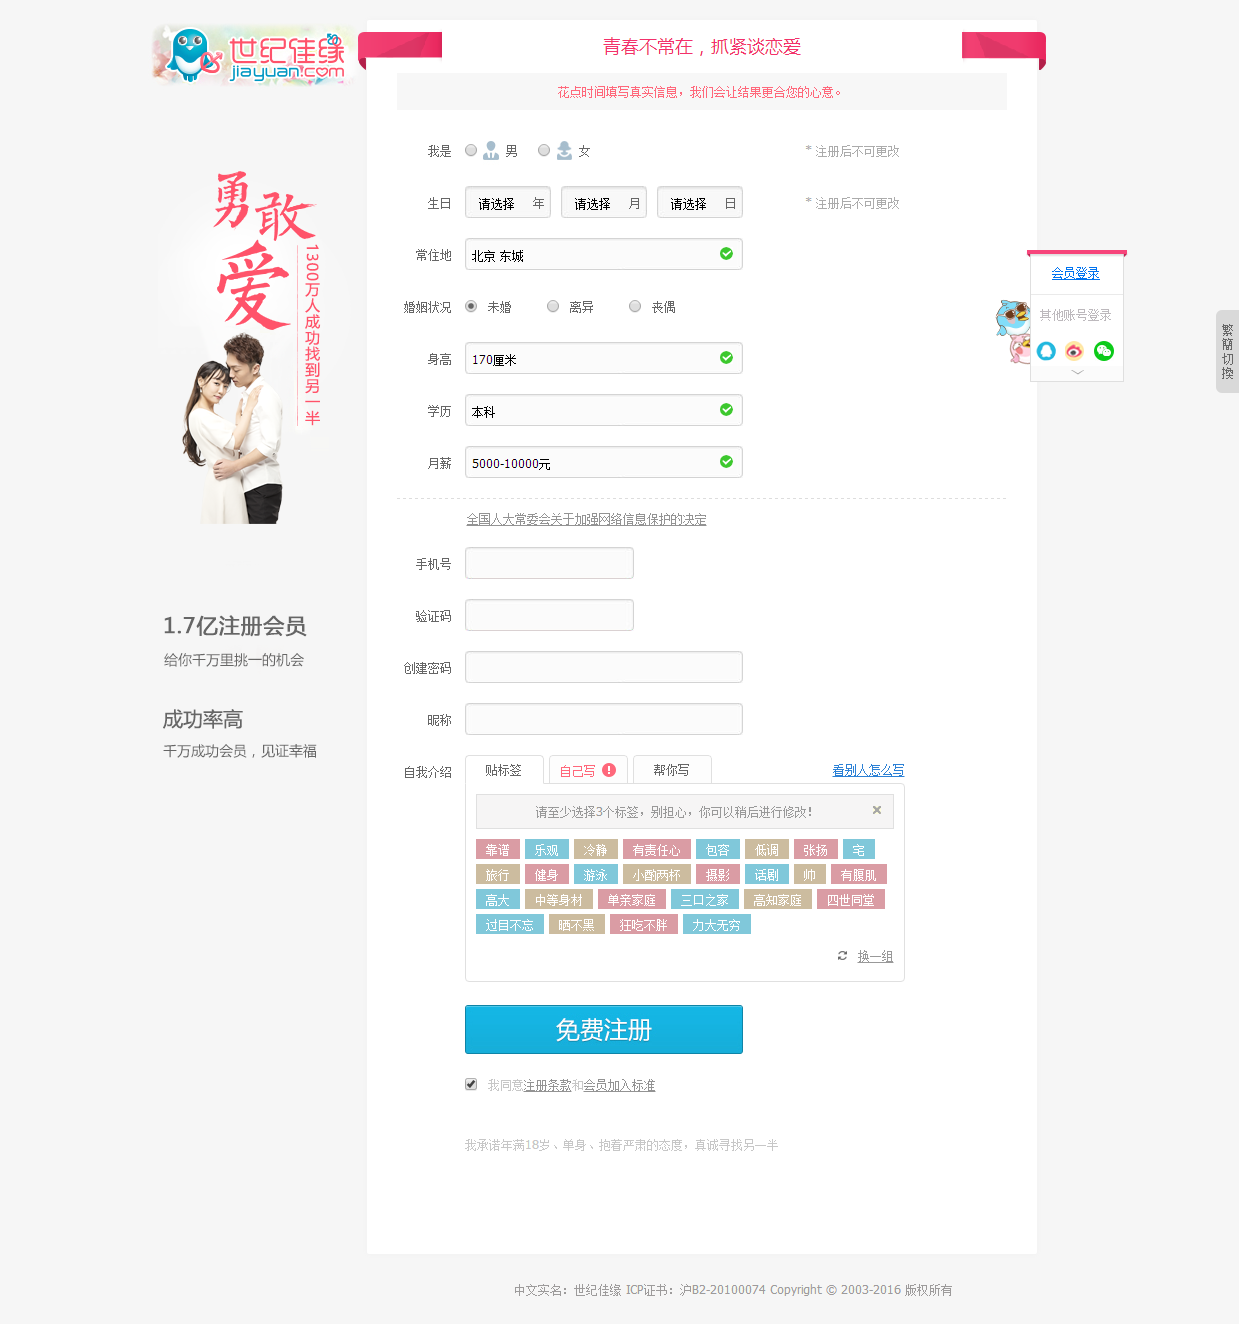 世纪佳缘
jiayuan.com
青春不常在，抓紧谈恋爱
花点时间填写真实信息，我们会让结果更合您的心意。
我是 男 女 * 注册后不可更改
勇敢爱
1300万人成功找到另一半
生日 请选择 年 请选择 月 请选择 日 * 注册后不可更改
常住地 北京 东城
会员登录
婚姻状况 未婚 离异 丧偶
其他账号登录
繁简切换
身高 170厘米
学历 本科
月薪 5000-10000元
全国人大常委会关于加强网络信息保护的决定
手机号
验证码
1.7亿注册会员
给你千万里挑一的机会
创建密码
昵称
成功率高
千万成功会员，见证幸福
自我介绍 贴标签 自己写 帮你写 看别人怎么写
请至少选择3个标签，别担心，你可以稍后进行修改！
靠谱 乐观 冷静 有责任心 包容 低调 张扬 宅
旅行 健身 游泳 小酌两杯 摄影 话剧 帅 有腹肌
高大 中等身材 单亲家庭 三口之家 高知家庭 四世同堂
过目不忘 晒不黑 狂吃不胖 力大无穷
换一组
免费注册
我同意注册条款和会员加入标准
我承诺年满18岁、单身、抱着严肃的态度，真诚寻找另一半
中文实名：世纪佳缘 ICP证书：沪B2-20100074 Copyright © 2003-2016 版权所有